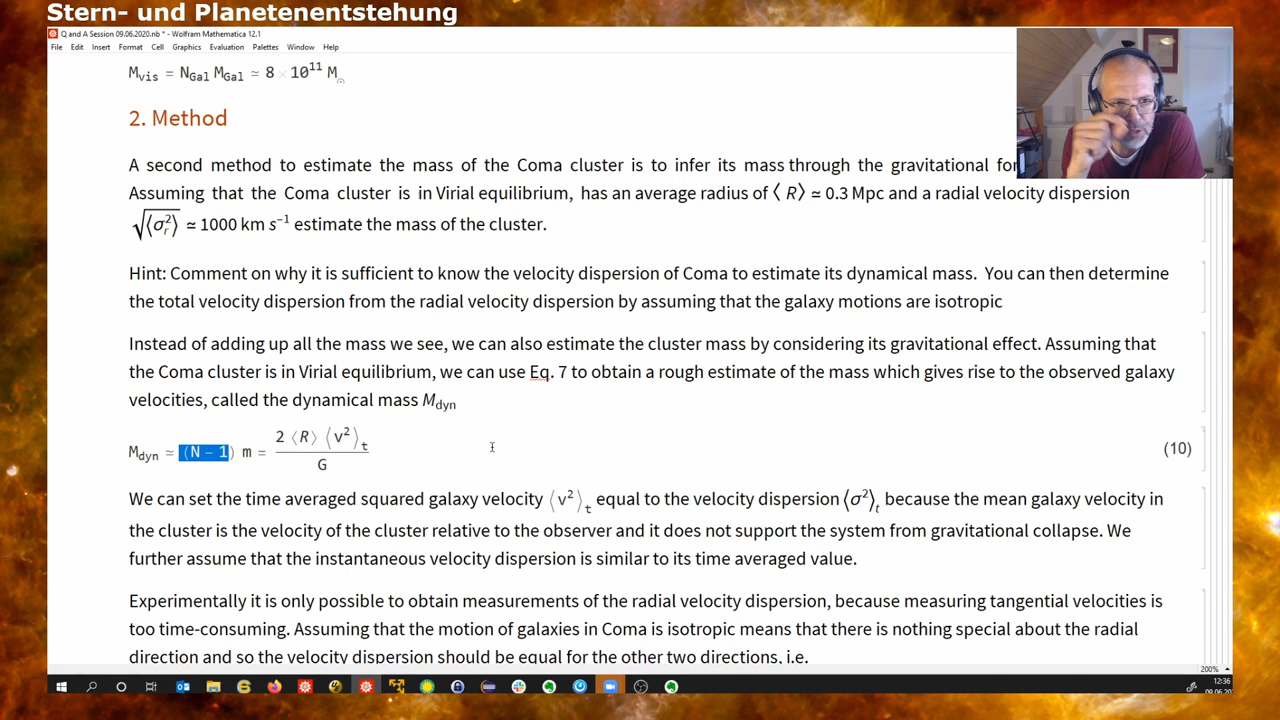 Stern- und Planetenentstehung
Q and A Session 09.06.2020.nb * - Wolfram Mathematica 12.1
File Edit Insert Format Cell Graphics Evaluation Palettes Window Help
M_vis = N_Gal M_Gal ≃ 8 × 10^11 M_⊙
2. Method
A second method to estimate the mass of the Coma cluster is to infer its mass through the gravitational
Assuming that the Coma cluster is in Virial equilibrium, has an average radius of ⟨ R⟩ ≃ 0.3 Mpc and a radial velocity dispersion
√⟨σ_r^2⟩ ≃ 1000 km s^−1 estimate the mass of the cluster.
Hint: Comment on why it is sufficient to know the velocity dispersion of Coma to estimate its dynamical mass. You can then determine
the total velocity dispersion from the radial velocity dispersion by assuming that the galaxy motions are isotropic
Instead of adding up all the mass we see, we can also estimate the cluster mass by considering its gravitational effect. Assuming that
the Coma cluster is in Virial equilibrium, we can use Eq. 7 to obtain a rough estimate of the mass which gives rise to the observed galaxy
velocities, called the dynamical mass M_dyn
M_dyn ≃ (N − 1) m = 2 ⟨R⟩ ⟨v^2⟩_t / G (10)
We can set the time averaged squared galaxy velocity ⟨v^2⟩_t equal to the velocity dispersion ⟨σ^2⟩_t because the mean galaxy velocity in
the cluster is the velocity of the cluster relative to the observer and it does not support the system from gravitational collapse. We
further assume that the instantaneous velocity dispersion is similar to its time averaged value.
Experimentally it is only possible to obtain measurements of the radial velocity dispersion, because measuring tangential velocities is
too time-consuming. Assuming that the motion of galaxies in Coma is isotropic means that there is nothing special about the radial
direction and so the velocity dispersion should be equal for the other two directions, i.e.
200%
12:36